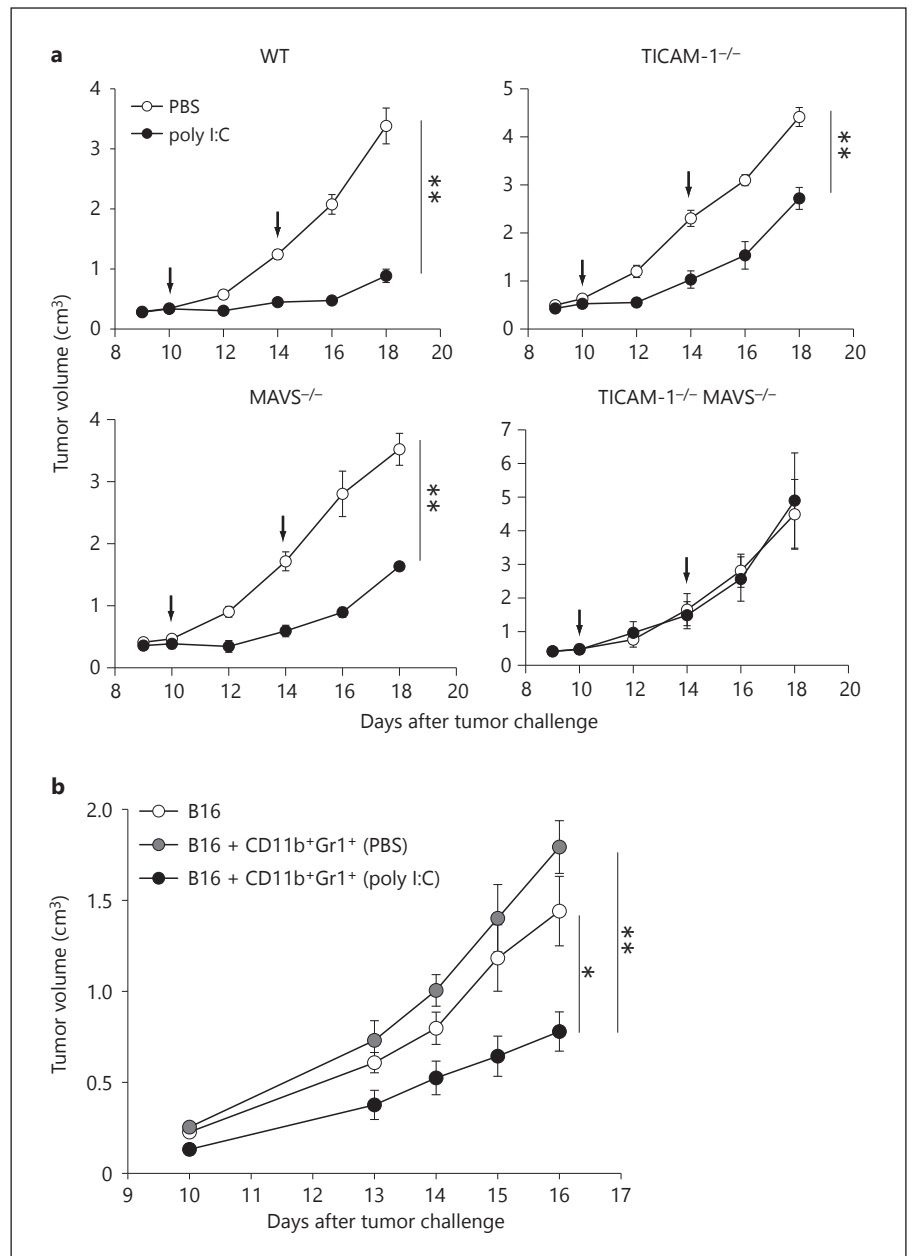 a
WT
Tumor volume (cm³)
4
3
2
1
0
PBS
poly I:C
**
8 10 12 14 16 18 20
TICAM-1⁻/⁻
5
4
3
2
1
0
**
8 10 12 14 16 18 20
MAVS⁻/⁻
4
3
2
1
0
**
8 10 12 14 16 18 20
TICAM-1⁻/⁻ MAVS⁻/⁻
7
6
5
4
3
2
1
0
8 10 12 14 16 18 20
Days after tumor challenge
b
Tumor volume (cm³)
2.0
1.5
1.0
0.5
0
B16
B16 + CD11b⁺Gr1⁺ (PBS)
B16 + CD11b⁺Gr1⁺ (poly I:C)
*
**
9 10 11 12 13 14 15 16 17
Days after tumor challenge